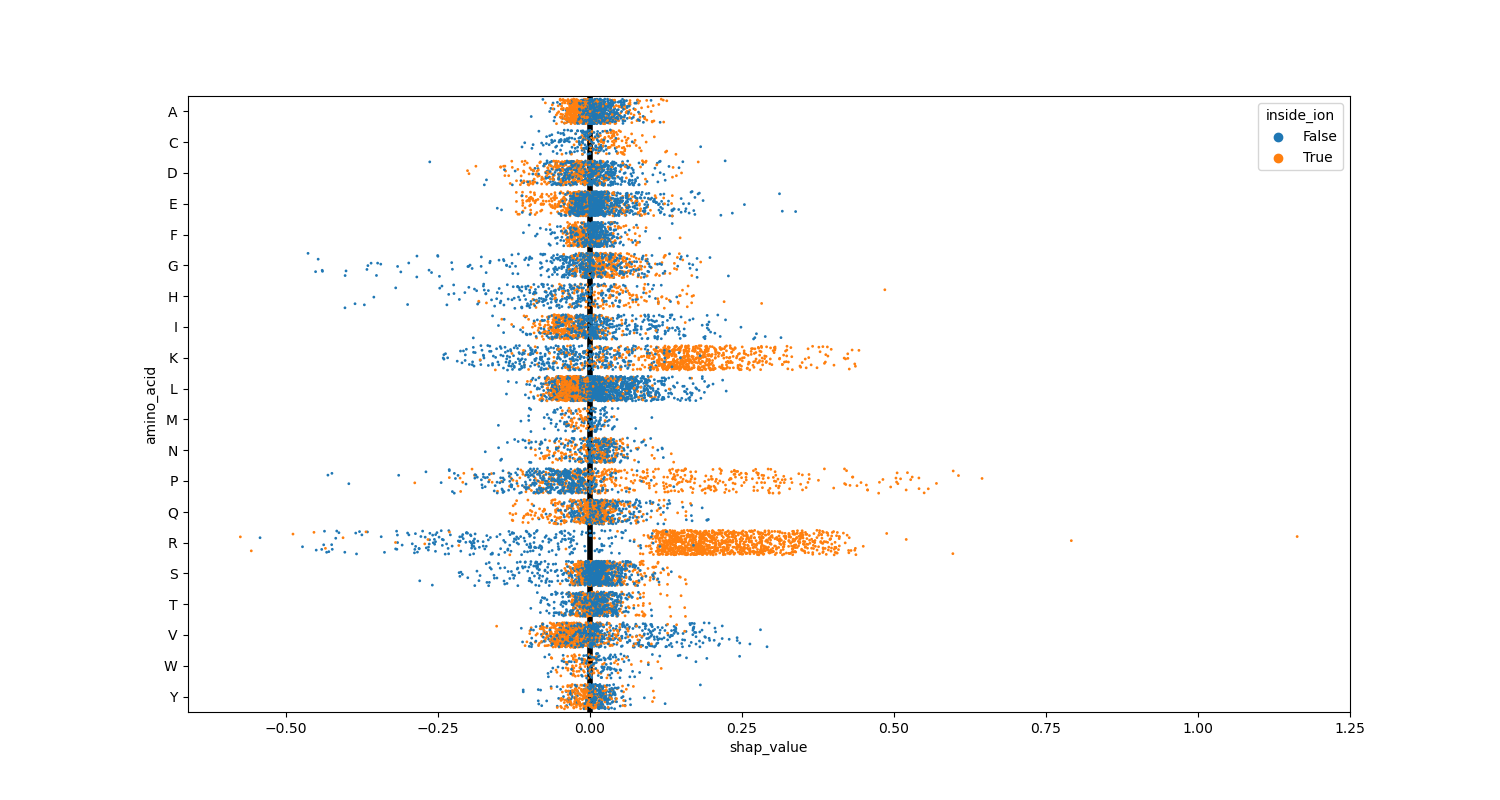 inside_ion
False
True
amino_acid
A
C
D
E
F
G
H
I
K
L
M
N
P
Q
R
S
T
V
W
Y
−0.50 −0.25 0.00 0.25 0.50 0.75 1.00 1.25
shap_value